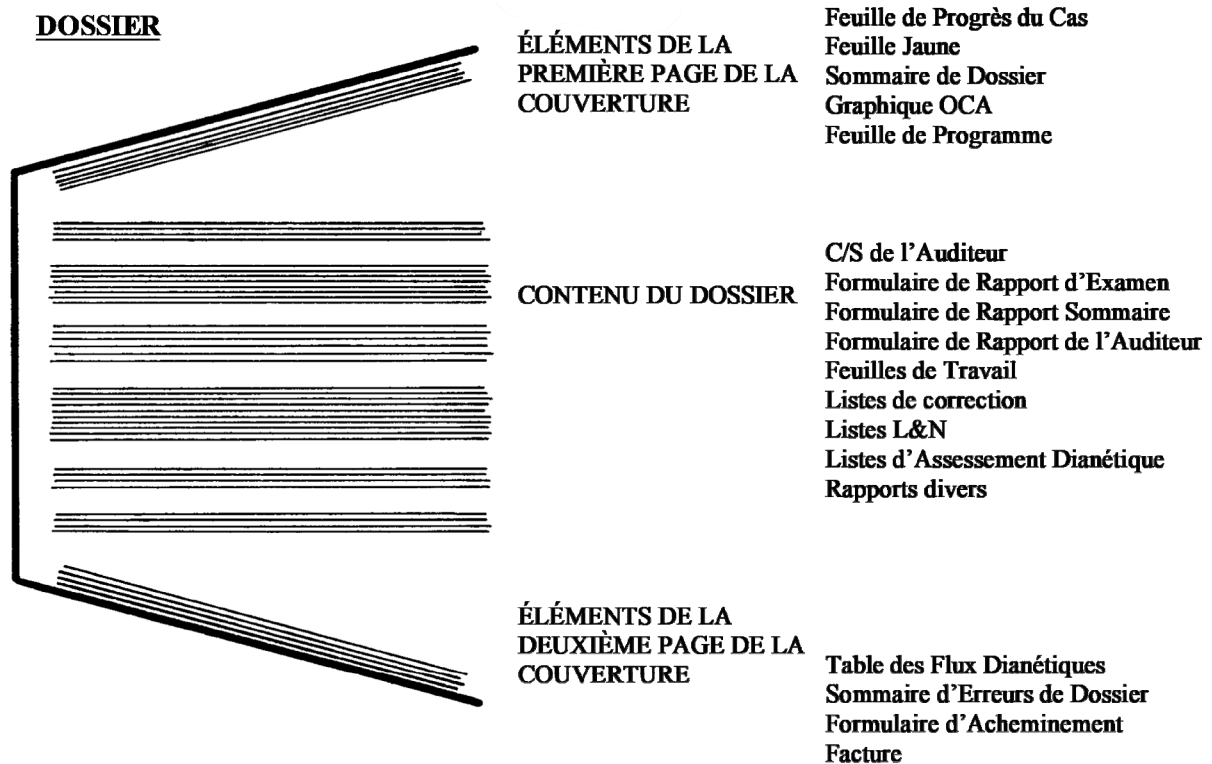 DOSSIER
ÉLÉMENTS DE LA
PREMIÈRE PAGE DE LA
COUVERTURE
Feuille de Progrès du Cas
Feuille Jaune
Sommaire de Dossier
Graphique OCA
Feuille de Programme
CONTENU DU DOSSIER
C/S de l'Auditeur
Formulaire de Rapport d'Examen
Formulaire de Rapport Sommaire
Formulaire de Rapport de l'Auditeur
Feuilles de Travail
Listes de correction
Listes L&N
Listes d'Assessement Dianétique
Rapports divers
ÉLÉMENTS DE LA
DEUXIÈME PAGE DE LA
COUVERTURE
Table des Flux Dianétiques
Sommaire d'Erreurs de Dossier
Formulaire d'Acheminement
Facture